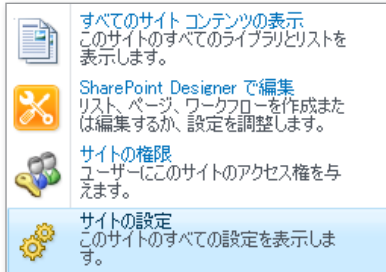 すべてのサイト コンテンツの表示
このサイトのすべてのライブラリとリストを
表示します。
SharePoint Designer で編集
リスト、ページ、ワークフローを作成また
は編集するか、設定を調整します。
サイトの権限
ユーザーにこのサイトのアクセス権を与
えます。
サイトの設定
このサイトのすべての設定を表示しま
す。